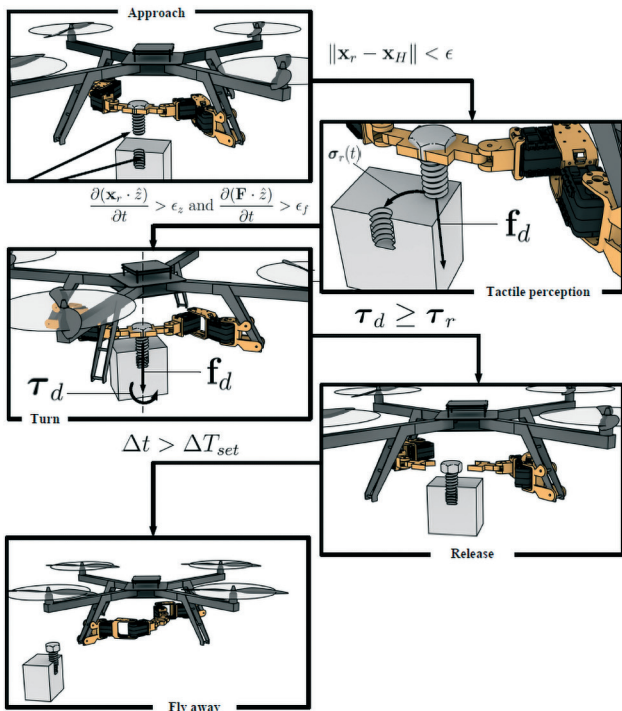 Approach
‖x_r − x_H‖ < ϵ
σ_r(t)
f_d
Tactile perception
∂(x_r · ẑ)/∂t > ϵ_z and ∂(F · ẑ)/∂t > ϵ_f
τ_d
f_d
Turn
τ_d ≥ τ_r
Release
Δt > ΔT_set
Fly away